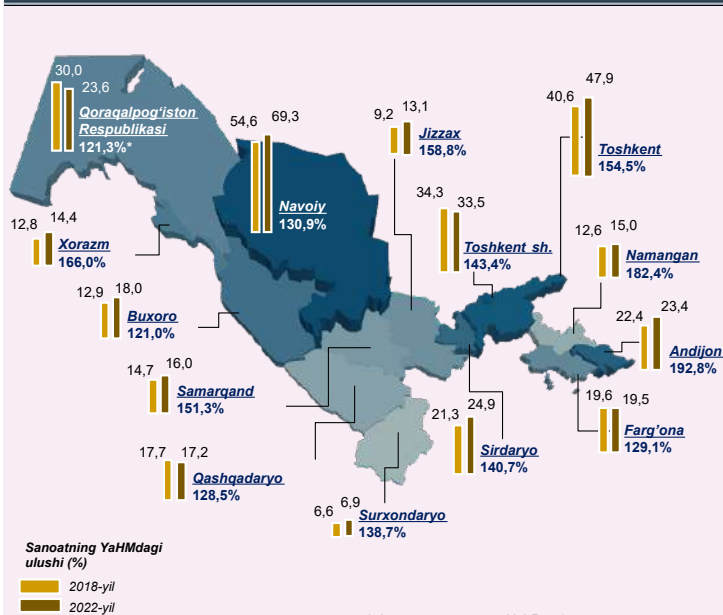 30,0
23,6
Qoraqalpog‘iston
Respublikasi
121,3%*
54,6
69,3
Navoiy
130,9%
9,2
13,1
Jizzax
158,8%
40,6
47,9
Toshkent
154,5%
34,3
33,5
Toshkent sh.
143,4%
12,8
14,4
Xorazm
166,0%
12,6
15,0
Namangan
182,4%
12,9
18,0
Buxoro
121,0%
22,4
23,4
Andijon
192,8%
14,7
16,0
Samarqand
151,3%
19,6
19,5
Farg‘ona
129,1%
21,3
24,9
Sirdaryo
140,7%
17,7
17,2
Qashqadaryo
128,5%
6,6
6,9
Surxondaryo
138,7%
Sanoatning YaHMdagi
ulushi (%)
2018-yil
2022-yil